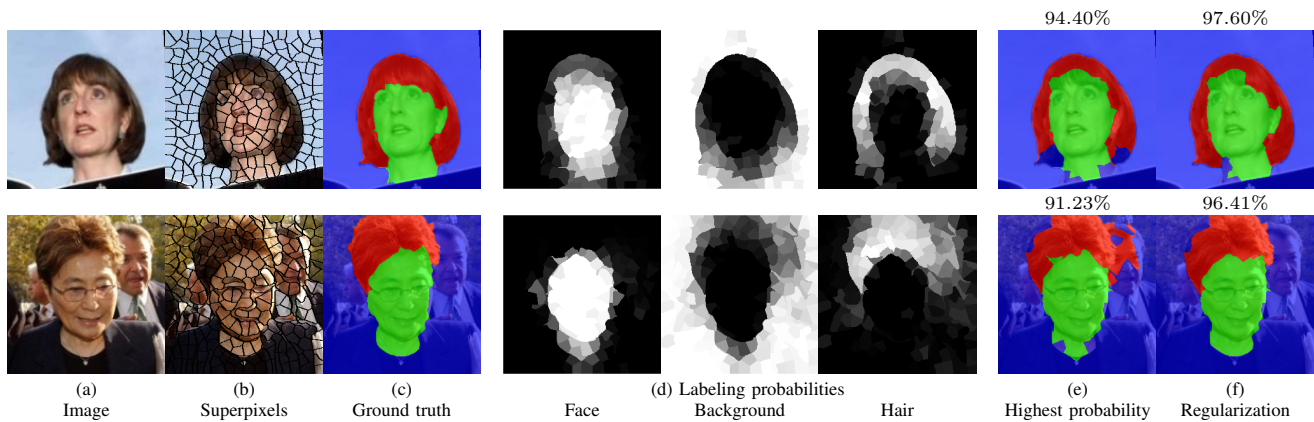 94.40% 97.60%
91.23% 96.41%
(a) (b) (c) (d) Labeling probabilities (e) (f)
Image Superpixels Ground truth Face Background Hair Highest probability Regularization